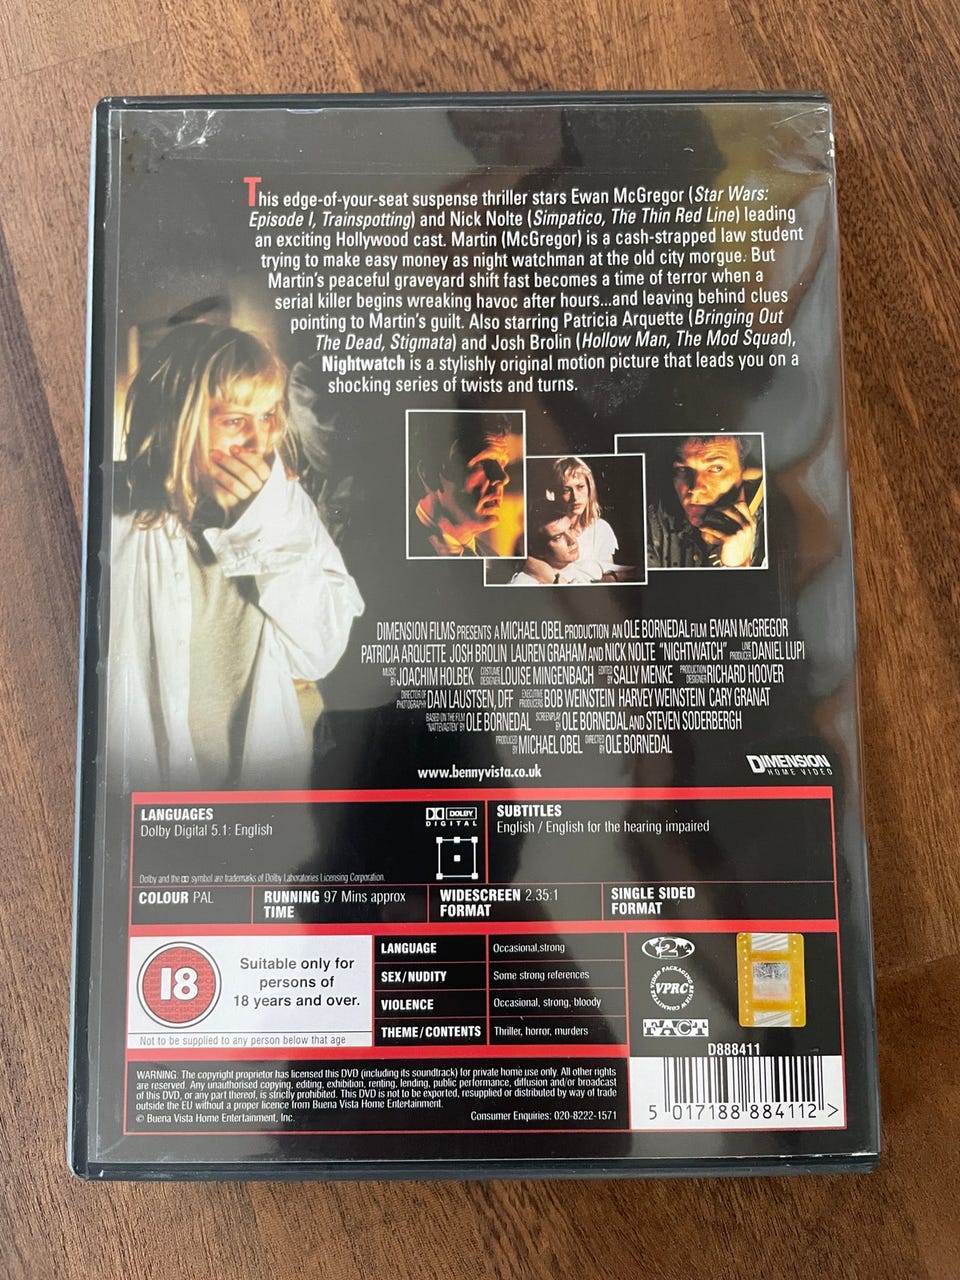 This edge-of-your-seat suspense thriller stars Ewan McGregor (Star Wars:
Episode I, Trainspotting) and Nick Nolte (Simpatico, The Thin Red Line) leading
an exciting Hollywood cast. Martin (McGregor) is a cash-strapped law student
trying to make easy money as night watchman at the old city morgue. But
Martin's peaceful graveyard shift fast becomes a time of terror when a
serial killer begins wreaking havoc after hours...and leaving behind clues
pointing to Martin's guilt. Also starring Patricia Arquette (Bringing Out
The Dead, Stigmata) and Josh Brolin (Hollow Man, The Mod Squad),
Nightwatch is a stylishly original motion picture that leads you on a
shocking series of twists and turns.
DIMENSION FILMS PRESENTS A MICHAEL OBEL PRODUCTION AN OLE BORNEDAL FILM EWAN McGREGOR
PATRICIA ARQUETTE JOSH BROLIN LAUREN GRAHAM AND NICK NOLTE "NIGHTWATCH" LINE PRODUCER DANIEL LUPI
MUSIC BY JOACHIM HOLBEK COSTUME DESIGNER LOUISE MINGENBACH EDITED BY SALLY MENKE PRODUCTION DESIGNER RICHARD HOOVER
DIRECTOR OF PHOTOGRAPHY DAN LAUSTSEN, DFF EXECUTIVE PRODUCERS BOB WEINSTEIN HARVEY WEINSTEIN CARY GRANAT
BASED ON THE FILM "NATTEVAGTEN" BY OLE BORNEDAL SCREENPLAY BY OLE BORNEDAL AND STEVEN SODERBERGH
PRODUCED BY MICHAEL OBEL DIRECTED BY OLE BORNEDAL
www.bennyvista.co.uk
DIMENSION
HOME VIDEO
LANGUAGES
Dolby Digital 5.1: English
DOLBY
DIGITAL
Dolby and the DD symbol are trademarks of Dolby Laboratories Licensing Corporation.
SUBTITLES
English / English for the hearing impaired
COLOUR PAL
RUNNING TIME 97 Mins approx
WIDESCREEN FORMAT 2.35:1
SINGLE SIDED FORMAT
18
Suitable only for
persons of
18 years and over.
Not to be supplied to any person below that age
LANGUAGE Occasional,strong
SEX/NUDITY Some strong references
VIOLENCE Occasional, strong, bloody
THEME/CONTENTS Thriller, horror, murders
2
VIDEO PACKAGING REVIEW COMMITTEE
VPRC
FACT
D888411
WARNING: The copyright proprietor has licensed this DVD (including its soundtrack) for private home use only. All other rights
are reserved. Any unauthorised copying, editing, exhibition, renting, lending, public performance, diffusion and/or broadcast
of this DVD, or any part thereof, is strictly prohibited. This DVD is not to be exported, resupplied or distributed by way of trade
outside the EU without a proper licence from Buena Vista Home Entertainment.
© Buena Vista Home Entertainment, Inc.
Consumer Enquiries: 020-8222-1571
5 017188 884112 >